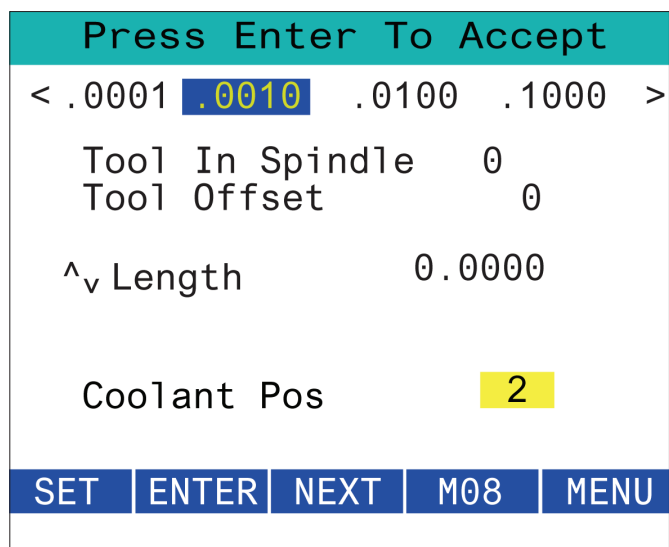 Press Enter To Accept
< .0001 .0010 .0100 .1000 >
Tool In Spindle 0
Tool Offset 0
^v Length 0.0000
Coolant Pos 2
SET ENTER NEXT M08 MENU